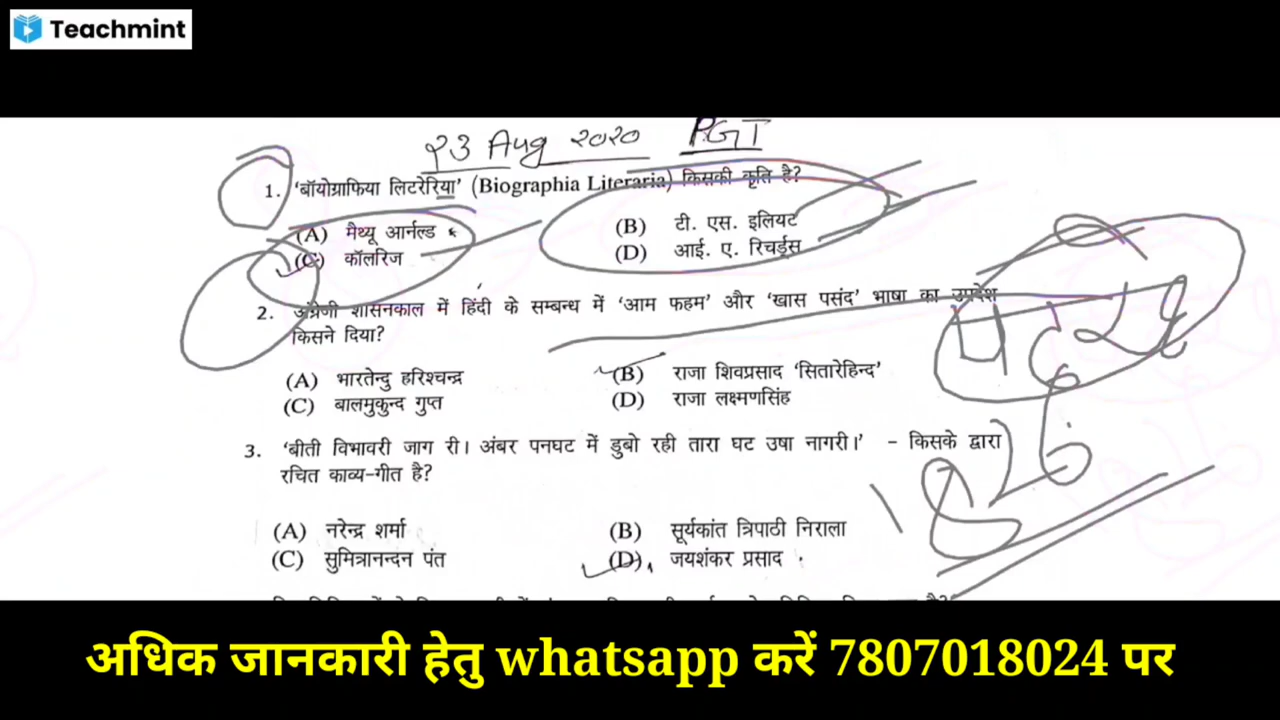 Teachmint
23 Aug 2020 PGT
1. 'बॉयोग्राफिया लिटरेरिया' (Biographia Literaria) किसकी कृति है?
(A) मैथ्यू आर्नल्ड (B) टी. एस. इलियट
(C) कॉलरिज (D) आई. ए. रिचर्ड्स
2. अंग्रेजी शासनकाल में हिंदी के सम्बन्ध में 'आम फहम' और 'खास पसंद' भाषा का उपदेश
किसने दिया?
(A) भारतेन्दु हरिश्चन्द्र (B) राजा शिवप्रसाद 'सितारेहिन्द'
(C) बालमुकुन्द गुप्त (D) राजा लक्ष्मणसिंह
3. 'बीती विभावरी जाग री। अंबर पनघट में डुबो रही तारा घट उषा नागरी।' - किसके द्वारा
रचित काव्य-गीत है?
(A) नरेन्द्र शर्मा (B) सूर्यकांत त्रिपाठी निराला
(C) सुमित्रानन्दन पंत (D) जयशंकर प्रसाद
अधिक जानकारी हेतु whatsapp करें 7807018024 पर